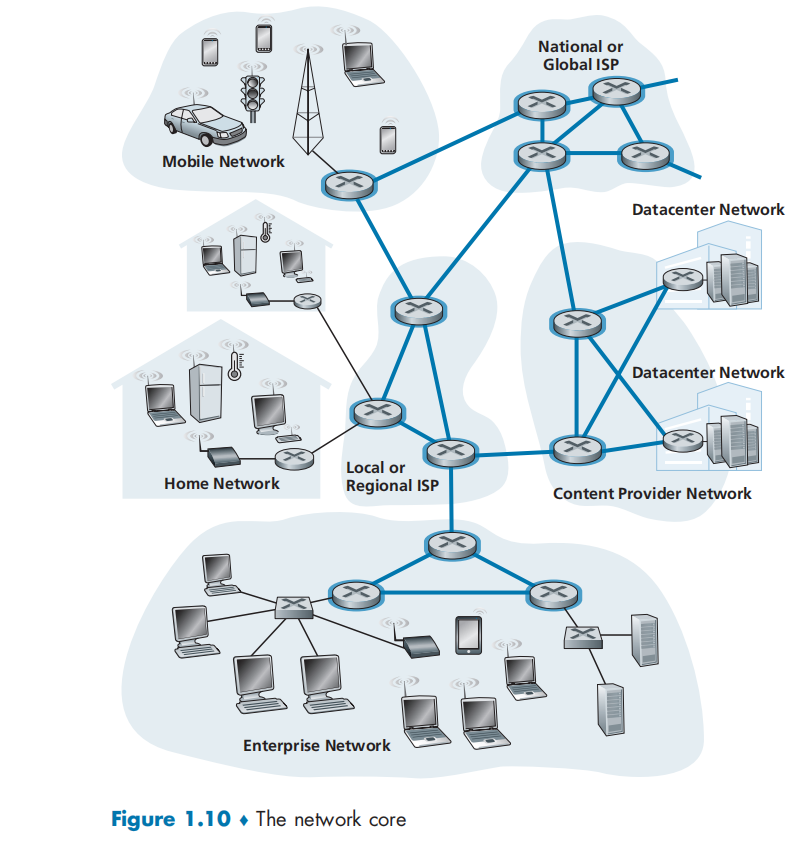 National or
Global ISP
Mobile Network
Datacenter Network
Datacenter Network
Home Network
Local or
Regional ISP
Content Provider Network
Enterprise Network
Figure 1.10 ♦ The network core